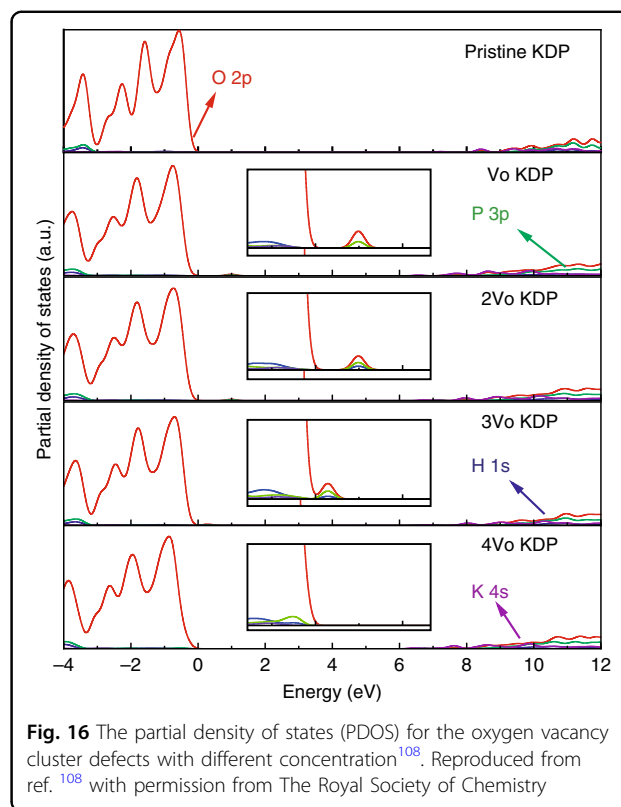 Pristine KDP
O 2p
Vo KDP
P 3p
2Vo KDP
3Vo KDP
H 1s
4Vo KDP
K 4s
Partial density of states (a.u.)
−4 −2 0 2 4 6 8 10 12
Energy (eV)
Fig. 16 The partial density of states (PDOS) for the oxygen vacancy
cluster defects with different concentration108. Reproduced from
ref. 108 with permission from The Royal Society of Chemistry